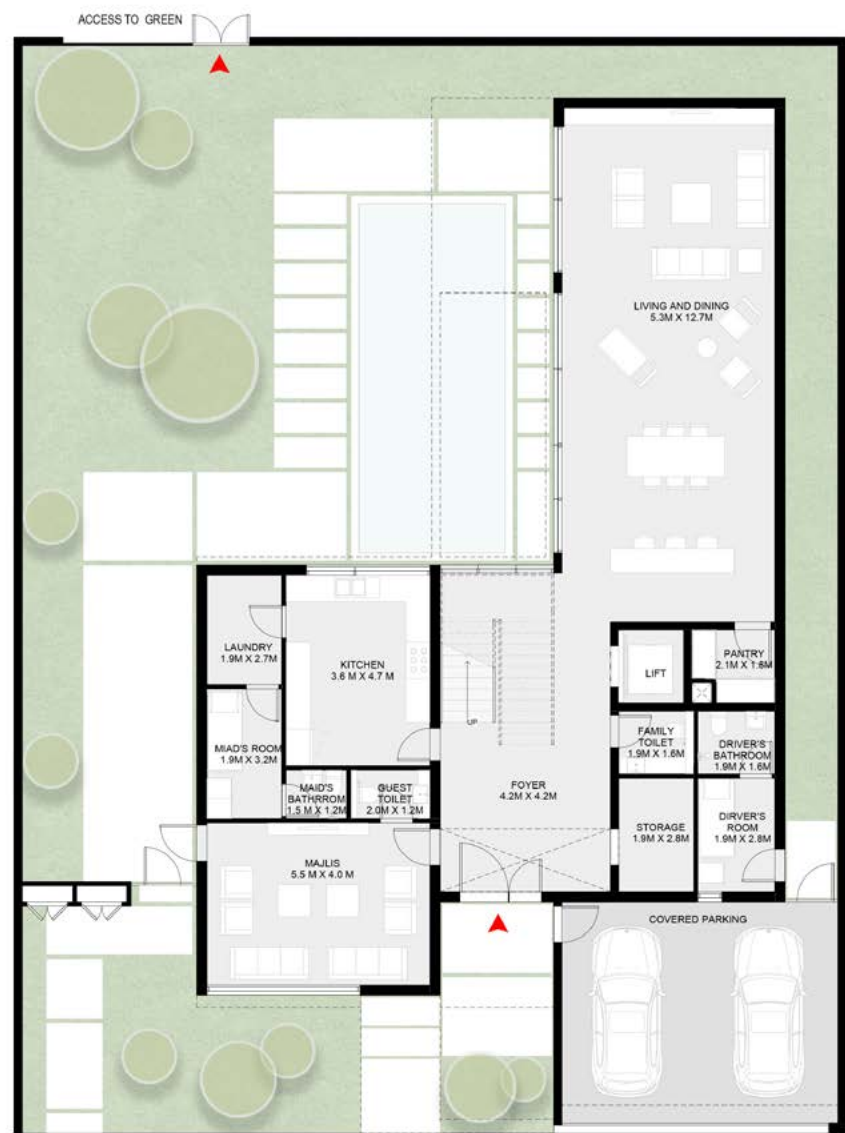 ACCESS TO GREEN
LIVING AND DINING
5.3M X 12.7M
LAUNDRY
1.9M X 2.7M
KITCHEN
3.6 M X 4.7 M
LIFT
PANTRY
2.1M X 1.6M
UP
MIAD'S ROOM
1.9M X 3.2M
FAMILY
TOILET
1.9M X 1.6M
DRIVER'S
BATHROOM
1.9M X 1.6M
MAID'S
BATHRROM
1.5 M X 1.2M
GUEST
TOILET
2.0M X 1.2M
FOYER
4.2M X 4.2M
STORAGE
1.9M X 2.8M
DIRVER'S
ROOM
1.9M X 2.8M
MAJLIS
5.5 M X 4.0 M
COVERED PARKING